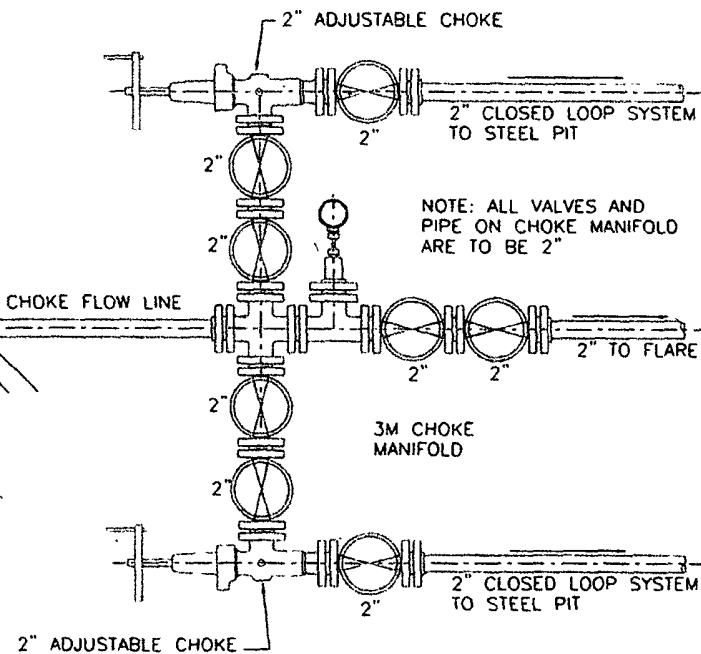 2" ADJUSTABLE CHOKE
2" CLOSED LOOP SYSTEM
TO STEEL PIT
2"
2"
NOTE: ALL VALVES AND
PIPE ON CHOKE MANIFOLD
ARE TO BE 2"
2"
CHOKE FLOW LINE
2" TO FLARE
2"
2"
2"
3M CHOKE
MANIFOLD
2"
2" CLOSED LOOP SYSTEM
TO STEEL PIT
2"
2" ADJUSTABLE CHOKE